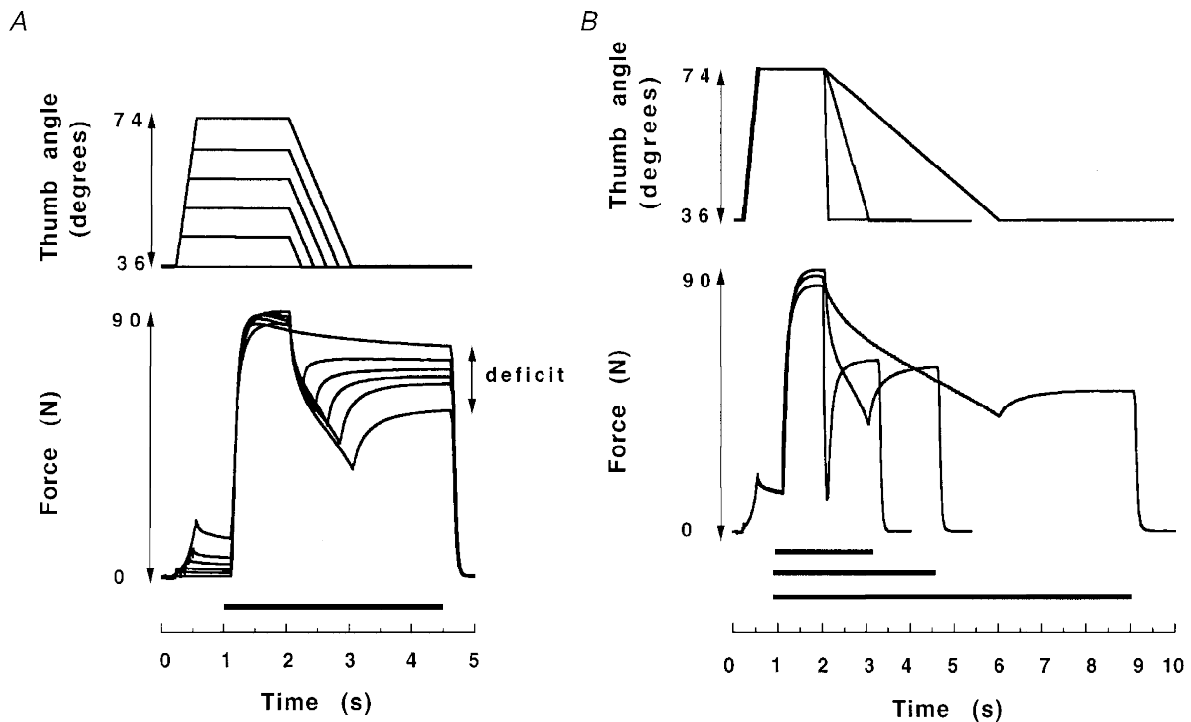 A
Thumb angle
(degrees)
74
36
Force (N)
90
0
deficit
0 1 2 3 4 5
Time (s)
B
Thumb angle
(degrees)
74
36
Force (N)
90
0
0 1 2 3 4 5 6 7 8 9 10
Time (s)